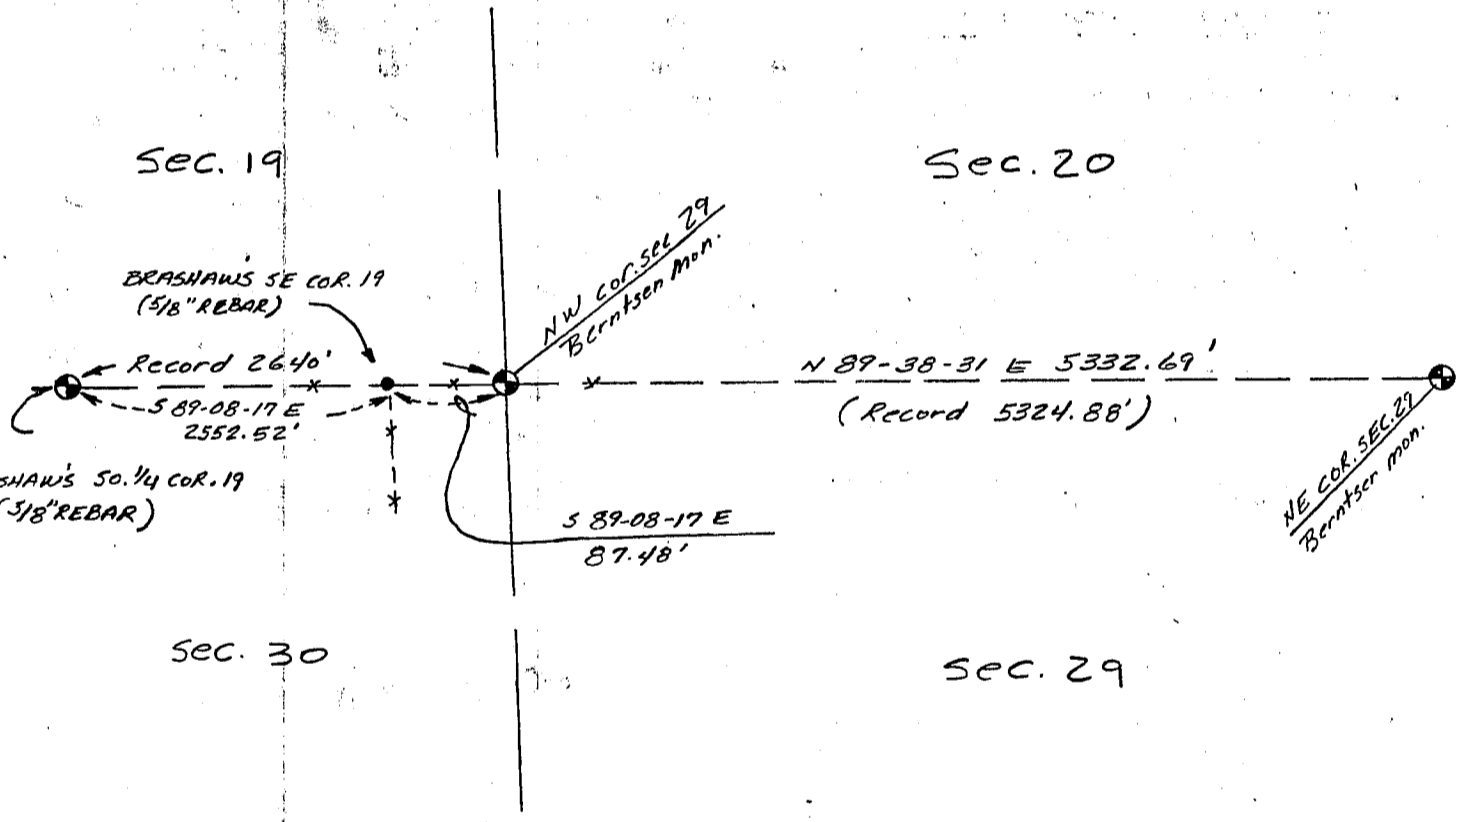 Sec. 19
Sec. 20
BRASHAW'S SE COR. 19
(5/8" REBAR)
NW cor. sec 29
Berntsen Mon.
Record 2640'
S 89-08-17 E
2552.52'
N 89-38-31 E 5332.69'
(Record 5324.88')
SHAW'S SO. 1/4 COR. 19
(5/8" REBAR)
S 89-08-17 E
87.48'
NE COR. SEC. 29
Berntsen Mon.
Sec. 30
Sec. 29